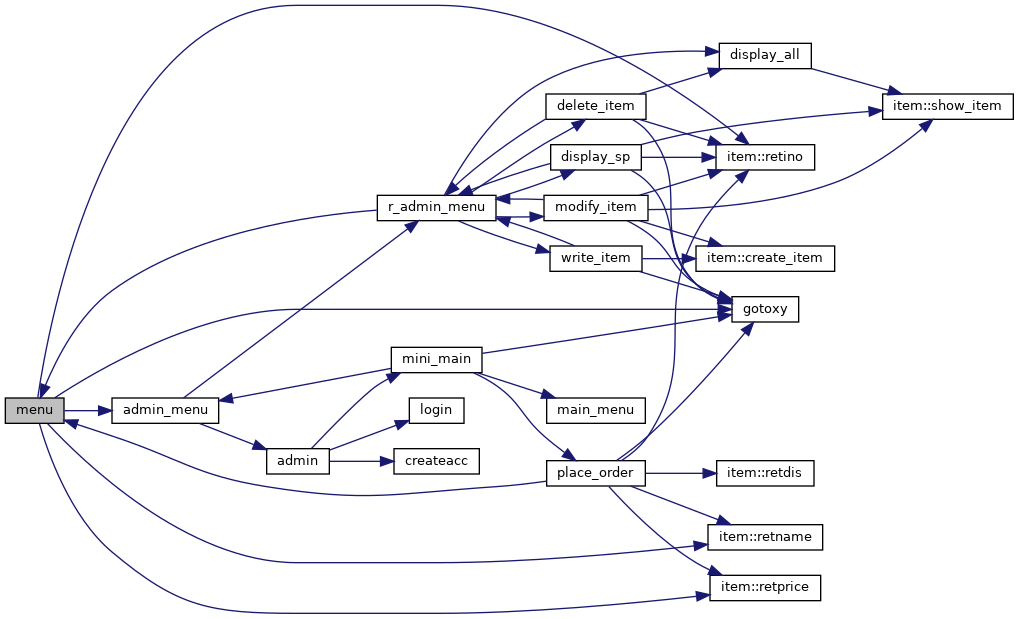 display_all
delete_item
item::show_item
display_sp
item::retino
r_admin_menu
modify_item
write_item
item::create_item
gotoxy
mini_main
menu
admin_menu
login
main_menu
admin
createacc
place_order
item::retdis
item::retname
item::retprice